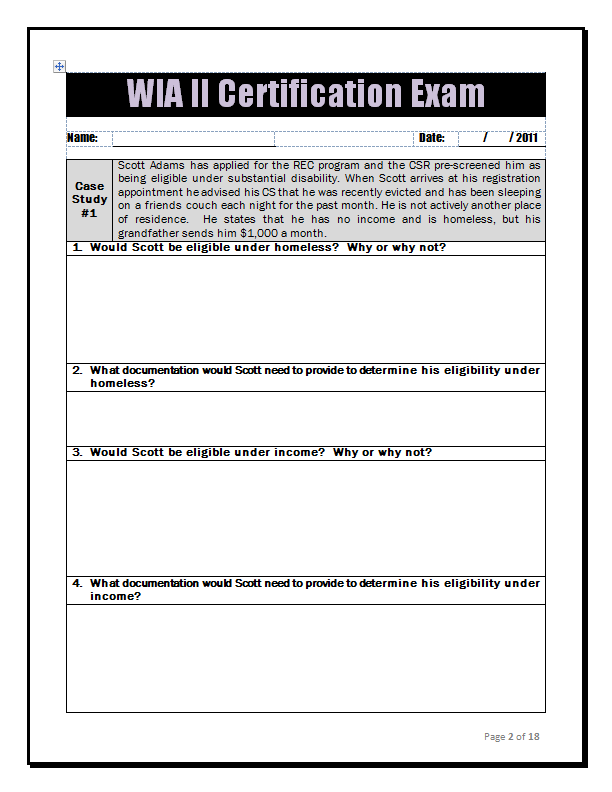 WIA II Certification Exam
Name: Date: / / 2011
Case
Study
#1
Scott Adams has applied for the REC program and the CSR pre-screened him as
being eligible under substantial disability. When Scott arrives at his registration
appointment he advised his CS that he was recently evicted and has been sleeping
on a friends couch each night for the past month. He is not actively another place
of residence. He states that he has no income and is homeless, but his
grandfather sends him $1,000 a month.
1. Would Scott be eligible under homeless? Why or why not?
2. What documentation would Scott need to provide to determine his eligibility under
homeless?
3. Would Scott be eligible under income? Why or why not?
4. What documentation would Scott need to provide to determine his eligibility under
income?
Page 2 of 18